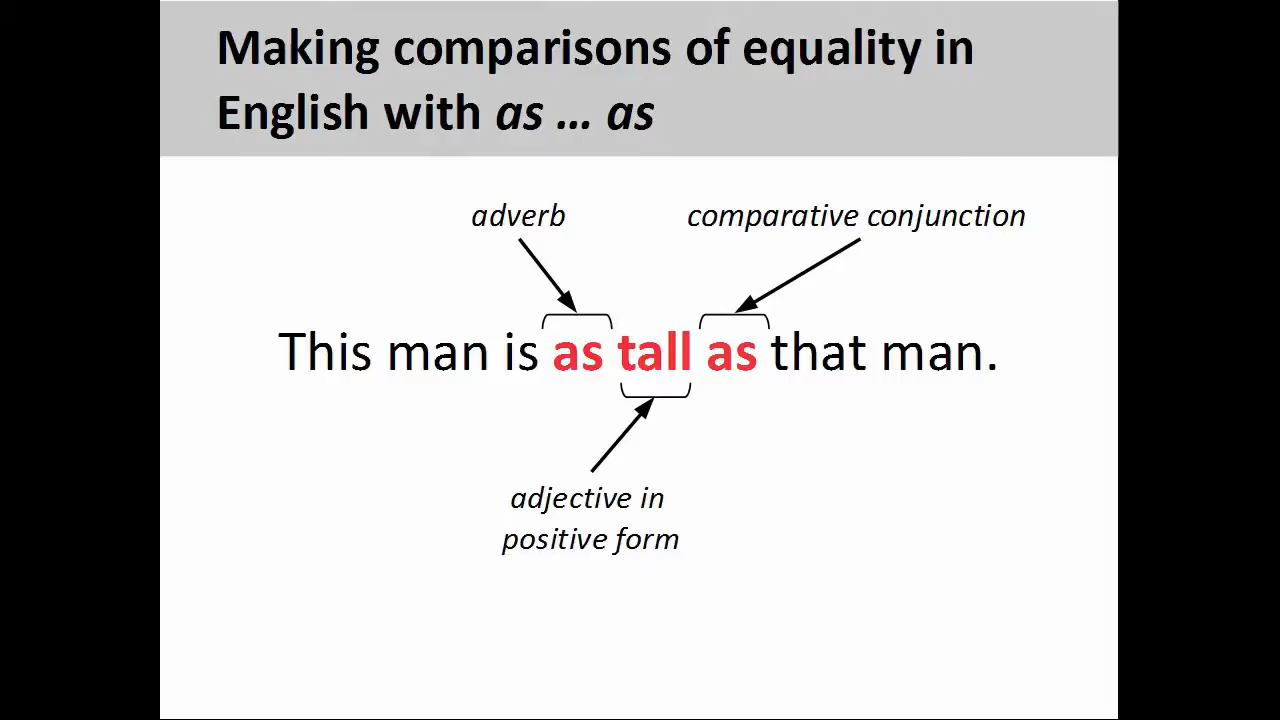 Making comparisons of equality in
English with as ... as
adverb
comparative conjunction
This man is as tall as that man.
adjective in
positive form